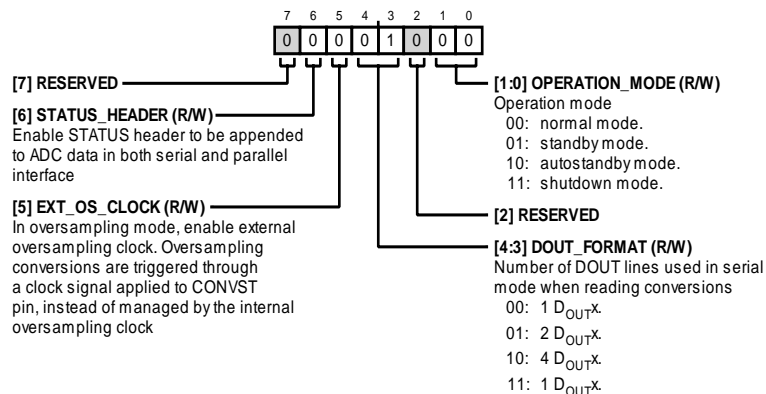 7 6 5 4 3 2 1 0
0 0 0 0 1 0 0 0
[7] RESERVED
[6] STATUS_HEADER (R/W)
Enable STATUS header to be appended
to ADC data in both serial and parallel
interface
[5] EXT_OS_CLOCK (R/W)
In oversampling mode, enable external
oversampling clock. Oversampling
conversions are triggered through
a clock signal applied to CONVST
pin, instead of managed by the internal
oversampling clock
[1:0] OPERATION_MODE (R/W)
Operation mode
00: normal mode.
01: standby mode.
10: autostandby mode.
11: shutdown mode.
[2] RESERVED
[4:3] DOUT_FORMAT (R/W)
Number of DOUT lines used in serial
mode when reading conversions
00: 1 DOUTx.
01: 2 DOUTx.
10: 4 DOUTx.
11: 1 DOUTx.